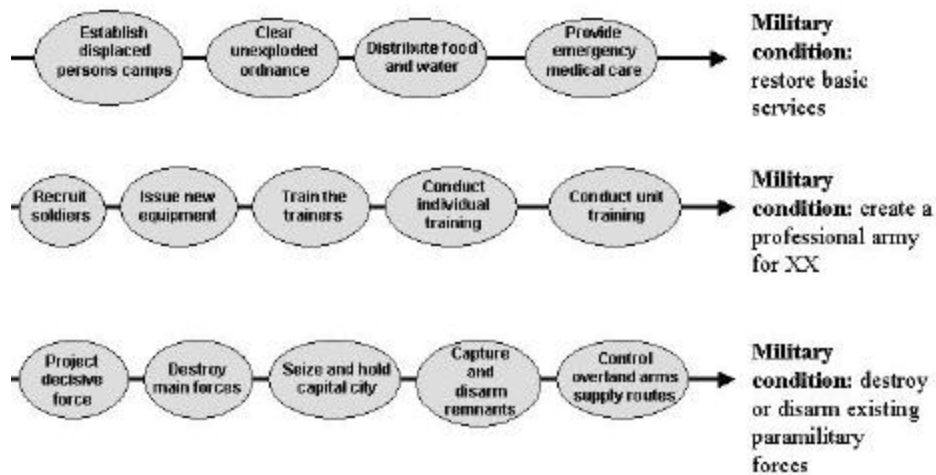 Establish
displaced
persons camps
Clear
unexploded
ordnance
Distribute food
and water
Provide
emergency
medical care
Military
condition:
restore basic
services
Recruit
soldiers
Issue new
equipment
Train the
trainers
Conduct
individual
training
Conduct unit
training
Military
condition: create a
professional army
for XX
Project
decisive
force
Destroy
main forces
Seize and hold
capital city
Capture
and
disarm
remnants
Control
overland arms
supply routes
Military
condition: destroy
or disarm existing
paramilitary
forces